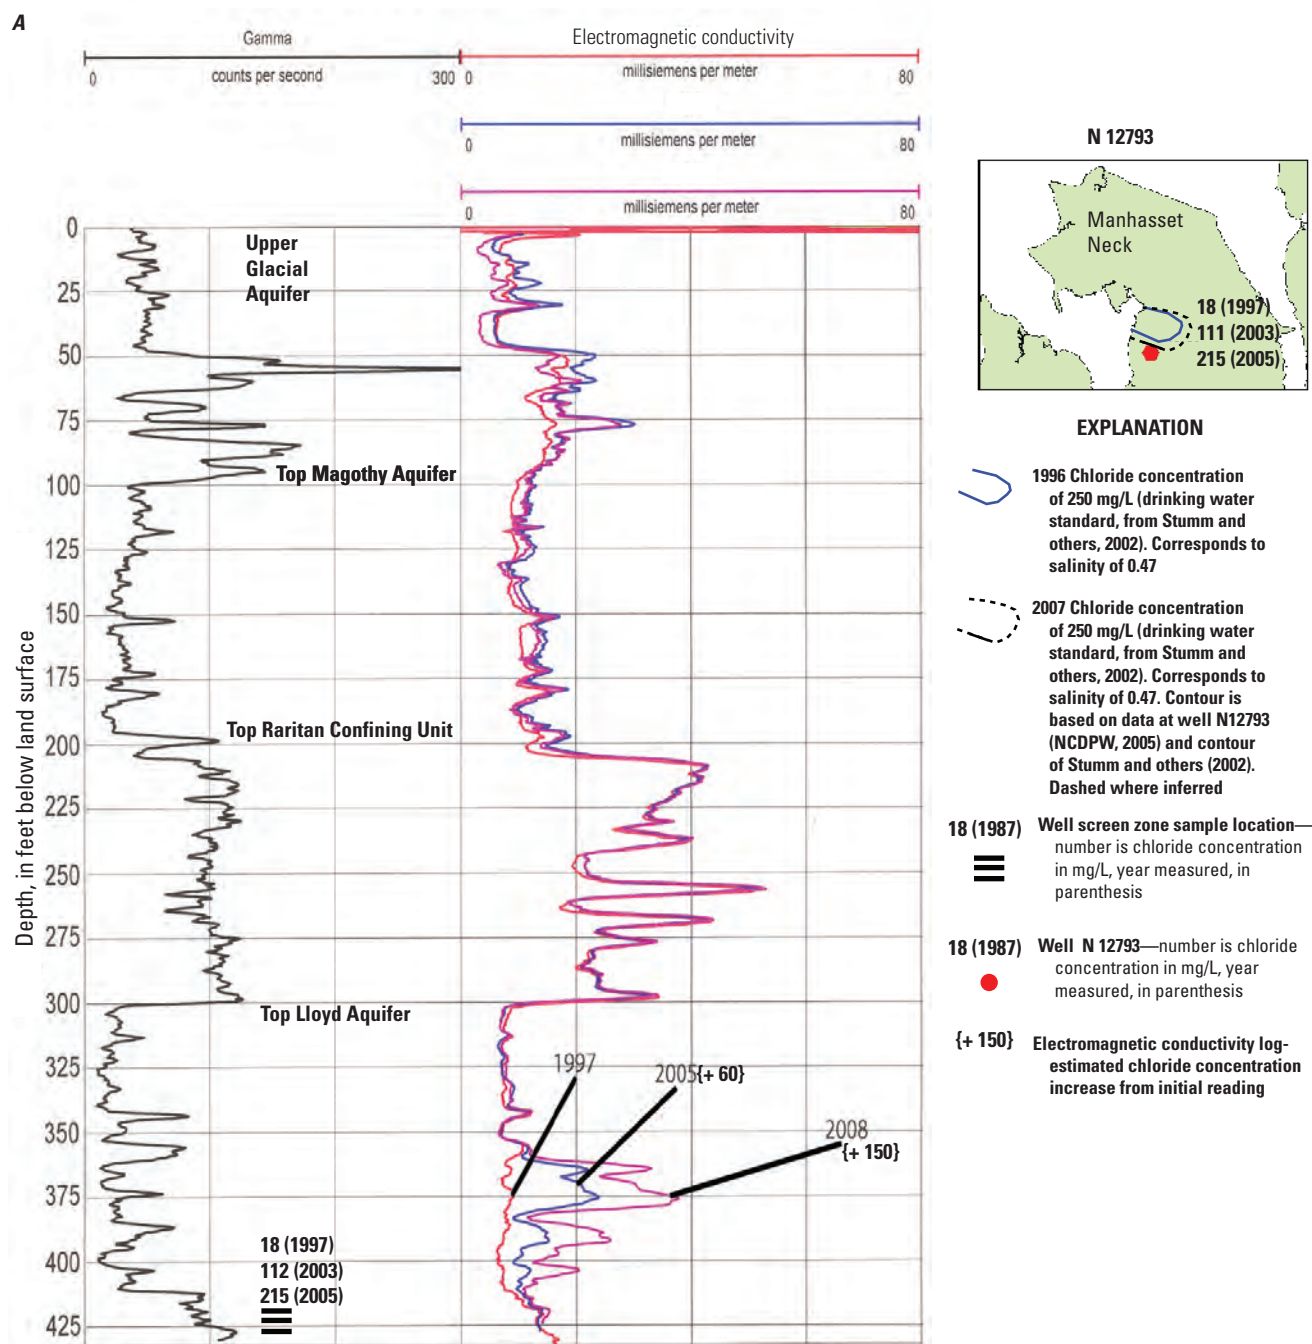 A
Gamma
0 counts per second 300
Electromagnetic conductivity
0 millisiemens per meter 80
millisiemens per meter 80
0 millisiemens per meter 80
Depth, in feet below land surface
0
25
50
75
100
125
150
175
200
225
250
275
300
325
350
375
400
425
Upper
Glacial
Aquifer
Top Magothy Aquifer
Top Raritan Confining Unit
Top Lloyd Aquifer
1997
2005{+ 60}
2008
{+ 150}
18 (1997)
112 (2003)
215 (2005)
N 12793
Manhasset
Neck
18 (1997)
111 (2003)
215 (2005)
EXPLANATION
1996 Chloride concentration
of 250 mg/L (drinking water
standard, from Stumm and
others, 2002). Corresponds to
salinity of 0.47
2007 Chloride concentration
of 250 mg/L (drinking water
standard, from Stumm and
others, 2002). Corresponds to
salinity of 0.47. Contour is
based on data at well N12793
(NCDPW, 2005) and contour
of Stumm and others (2002).
Dashed where inferred
18 (1987) Well screen zone sample location—
number is chloride concentration
in mg/L, year measured, in
parenthesis
18 (1987) Well N 12793—number is chloride
concentration in mg/L, year
measured, in parenthesis
{+ 150} Electromagnetic conductivity log-
estimated chloride concentration
increase from initial reading